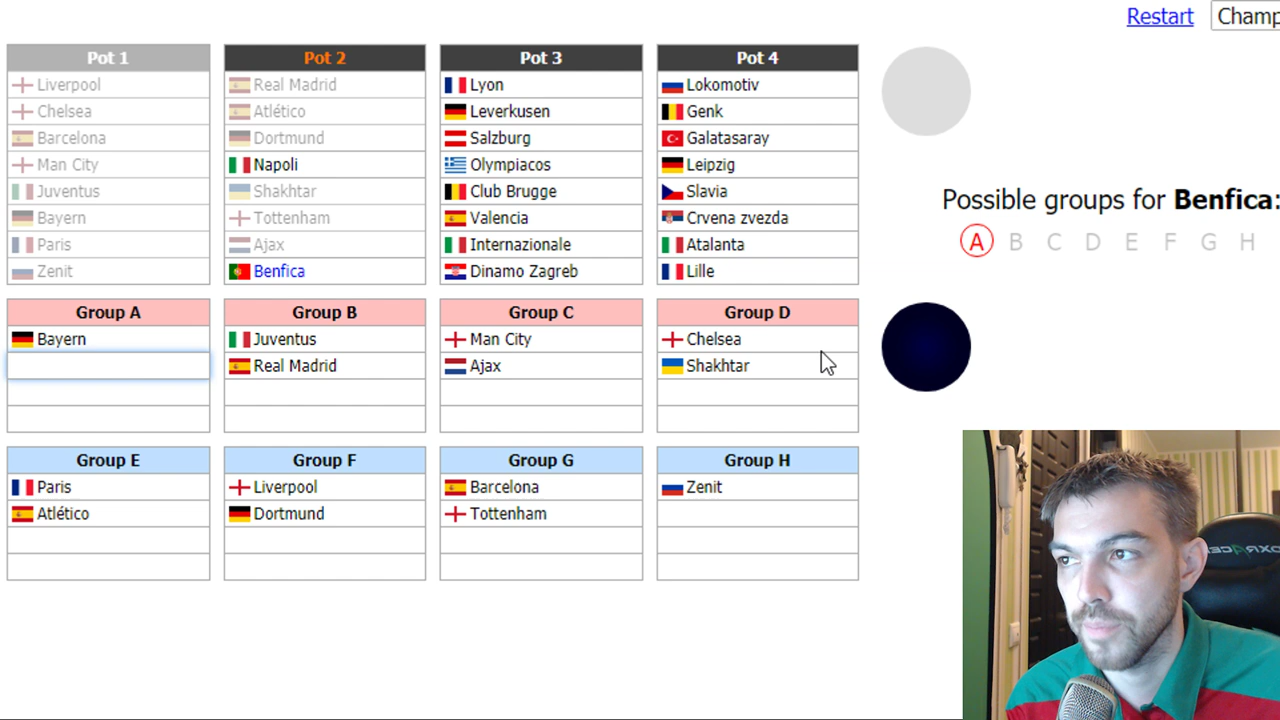 Restart Champ
Pot 1
Liverpool
Chelsea
Barcelona
Man City
Juventus
Bayern
Paris
Zenit
Pot 2
Real Madrid
Atlético
Dortmund
Napoli
Shakhtar
Tottenham
Ajax
Benfica
Pot 3
Lyon
Leverkusen
Salzburg
Olympiacos
Club Brugge
Valencia
Internazionale
Dinamo Zagreb
Pot 4
Lokomotiv
Genk
Galatasaray
Leipzig
Slavia
Crvena zvezda
Atalanta
Lille
Possible groups for Benfica:
A B C D E F G H
Group A
Bayern
Group B
Juventus
Real Madrid
Group C
Man City
Ajax
Group D
Chelsea
Shakhtar
Group E
Paris
Atlético
Group F
Liverpool
Dortmund
Group G
Barcelona
Tottenham
Group H
Zenit